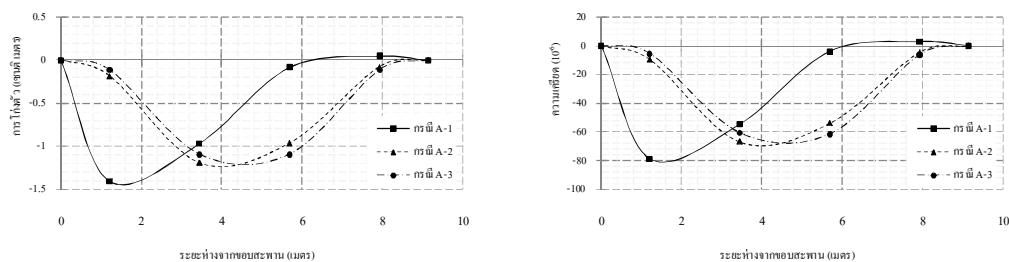 0.5
0
-0.5
-1
-1.5
การโก่งตัว (เซนติเมตร)
กรณี A-1
กรณี A-2
กรณี A-3
0 2 4 6 8 10
ระยะห่างจากขอบสะพาน (เมตร)
20
0
-20
-40
-60
-80
-100
ความเครียด (10⁻⁶)
กรณี A-1
กรณี A-2
กรณี A-3
0 2 4 6 8 10
ระยะห่างจากขอบสะพาน (เมตร)